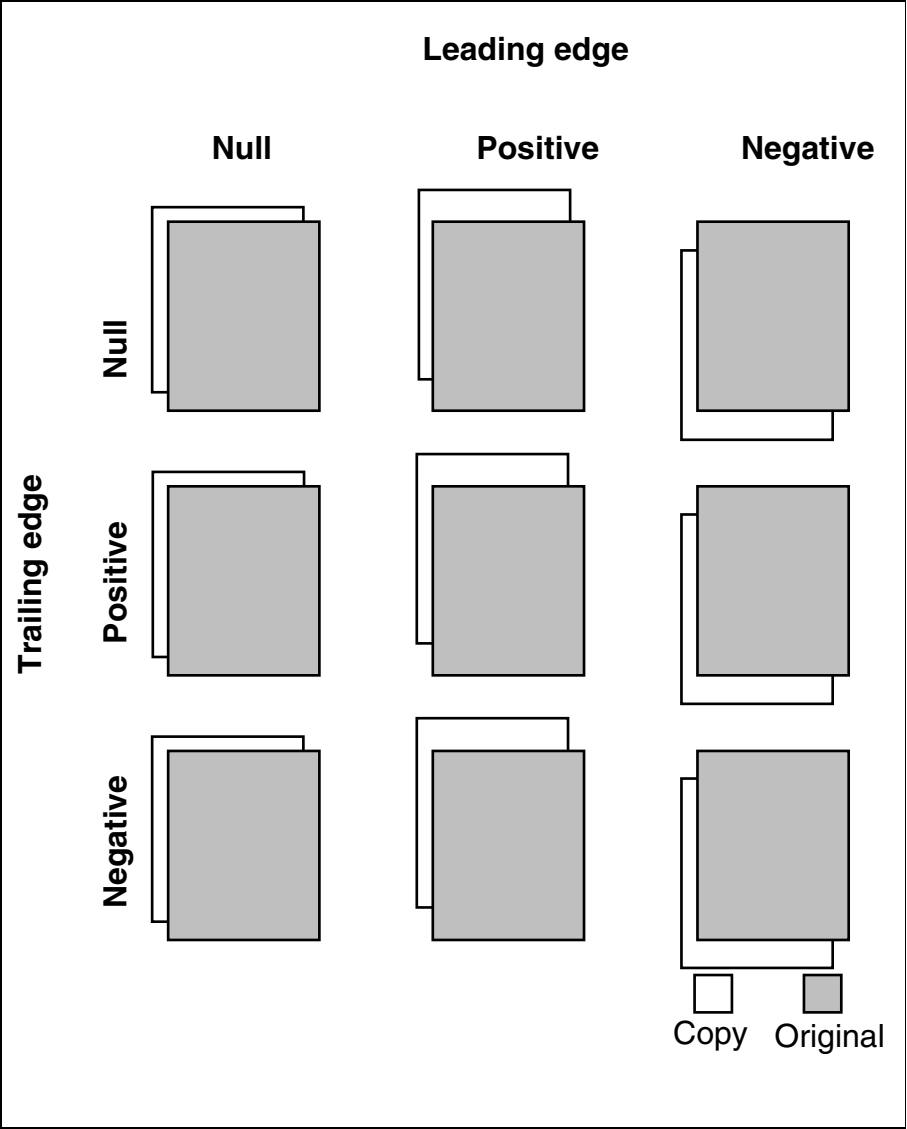 Leading edge
Null
Positive
Negative
Trailing edge
Null
Positive
Negative
Copy
Original